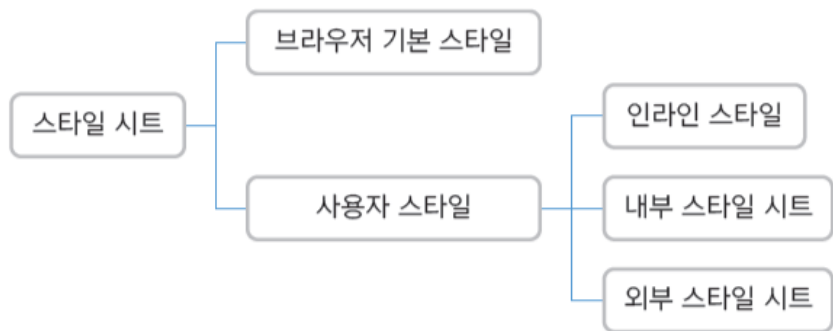 브라우저 기본 스타일
스타일 시트
인라인 스타일
사용자 스타일
내부 스타일 시트
외부 스타일 시트